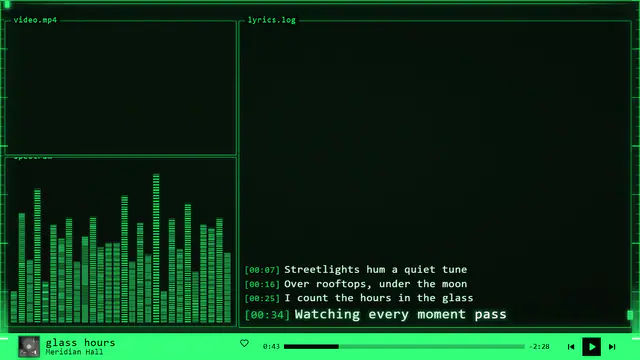 video.mp4
lyrics.log
spectrum
[00:07] Streetlights hum a quiet tune
[00:16] Over rooftops, under the moon
[00:25] I count the hours in the glass
[00:34] Watching every moment pass
glass hours
Meridian Hall
0:43
-2:28